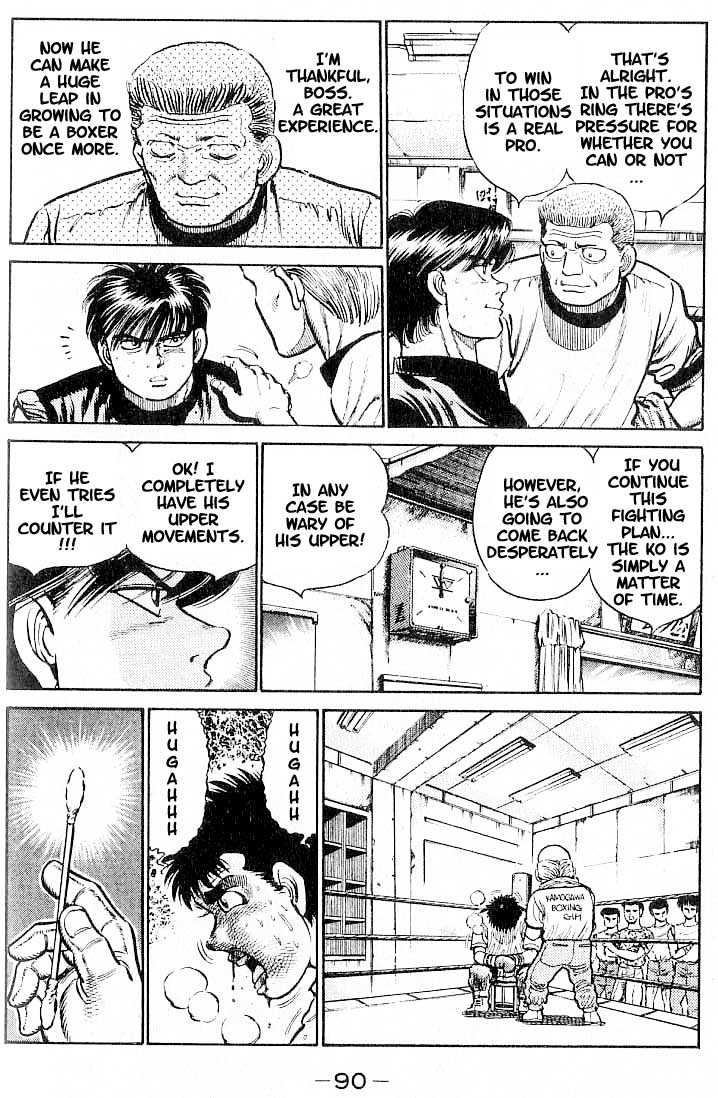 THAT'S
ALRIGHT.
IN THE PRO'S
RING THERE'S
PRESSURE FOR
WHETHER YOU
CAN OR NOT
...
TO WIN
IN THOSE
SITUATIONS
IS A REAL
PRO.
I'M
THANKFUL,
BOSS.
A GREAT
EXPERIENCE.
NOW HE
CAN MAKE
A HUGE
LEAP IN
GROWING TO
BE A BOXER
ONCE MORE.
IF YOU
CONTINUE
THIS
FIGHTING
PLAN...
THE KO IS
SIMPLY A
MATTER
OF TIME.
HOWEVER,
HE'S ALSO
GOING TO
COME BACK
DESPERATELY
...
IN ANY
CASE BE
WARY OF
HIS UPPER!
OK! I
COMPLETELY
HAVE HIS
UPPER
MOVEMENTS.
IF HE
EVEN TRIES
I'LL
COUNTER IT
!!!
KAMOGAWA
BOXING
GYM
HUGAHH
HUGAHHH
-90-